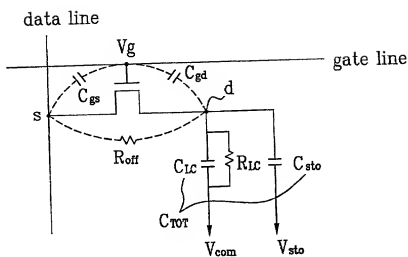 data line
Vg
gate line
Cgs
Cgd
s
d
Roff
CLC
RLC
Csto
CTOT
Vcom
Vsto